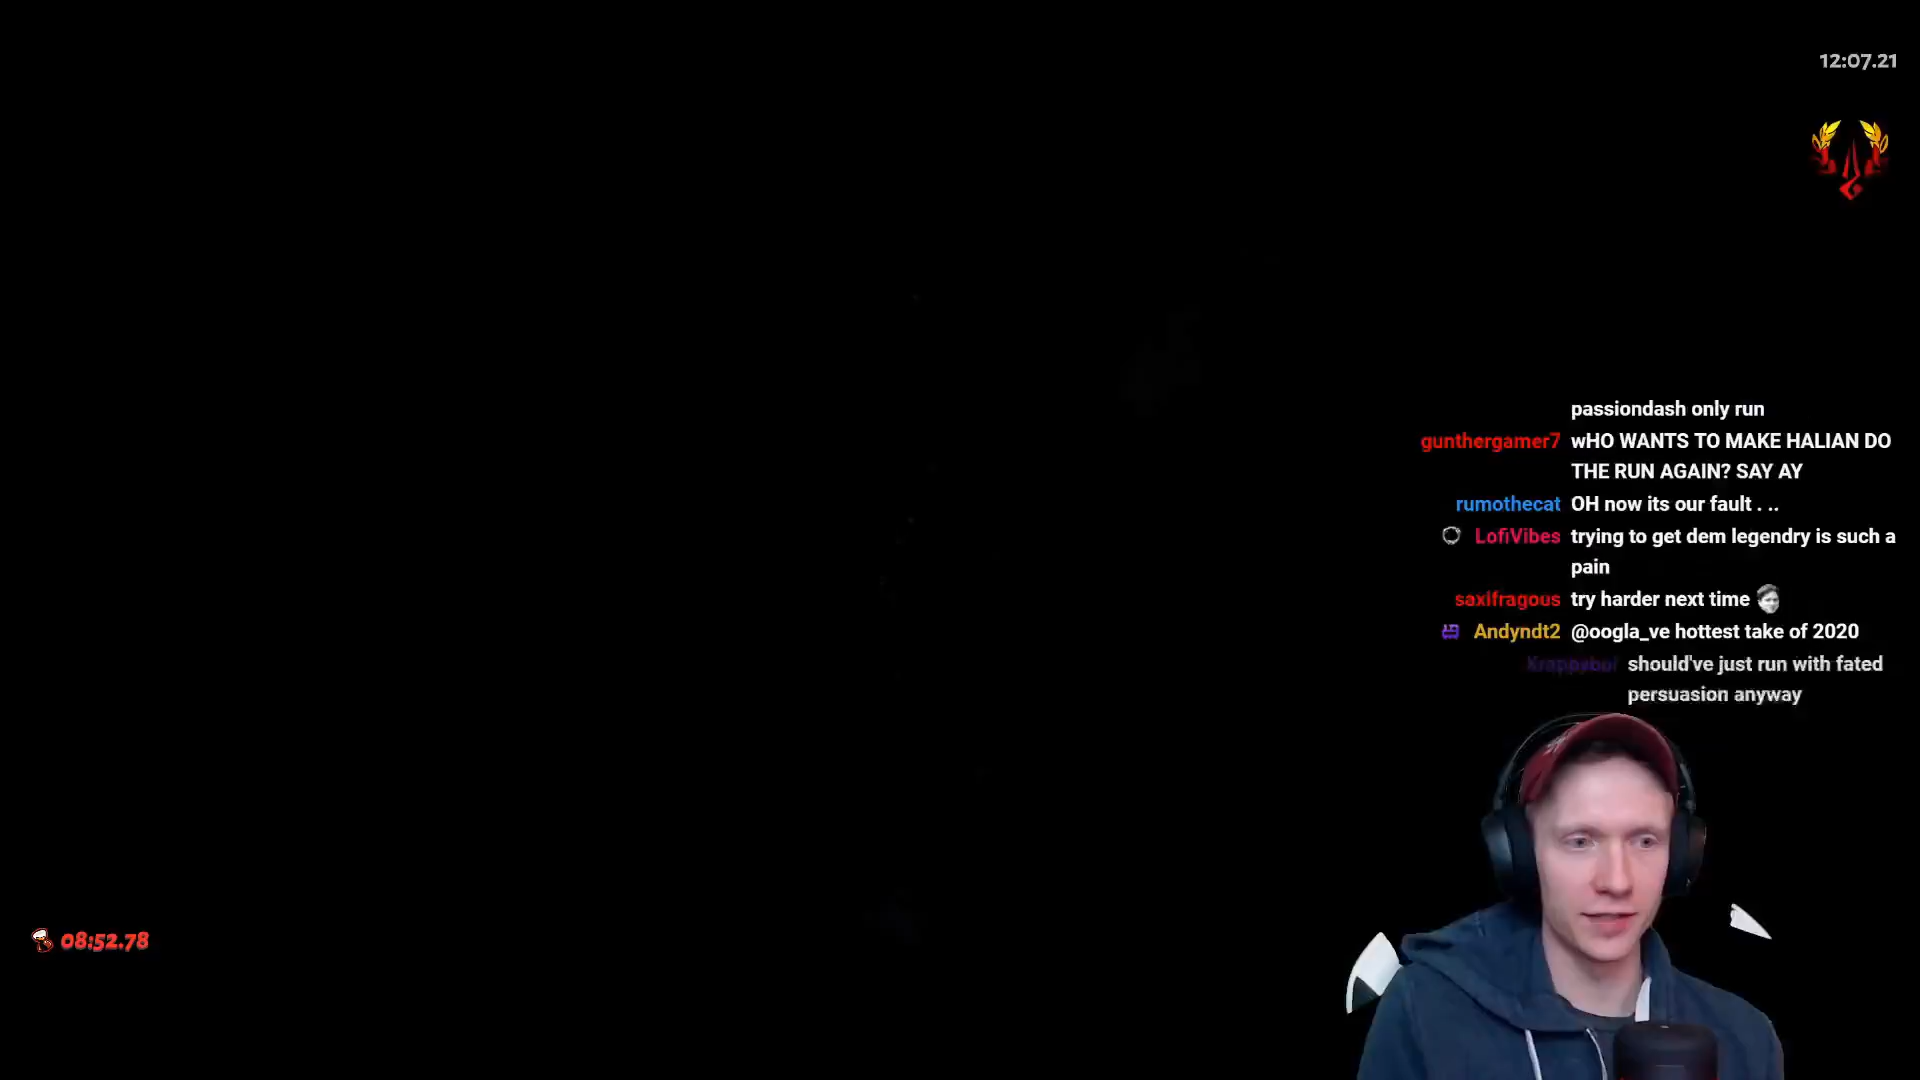 12:07.21
passiondash only run
gunthergamer7 wHO WANTS TO MAKE HALIAN DO
THE RUN AGAIN? SAY AY
rumothecat OH now its our fault . ..
LofiVibes trying to get dem legendry is such a
pain
saxifragous try harder next time
Andyndt2 @oogla_ve hottest take of 2020
should've just run with fated
persuasion anyway
08:52.78